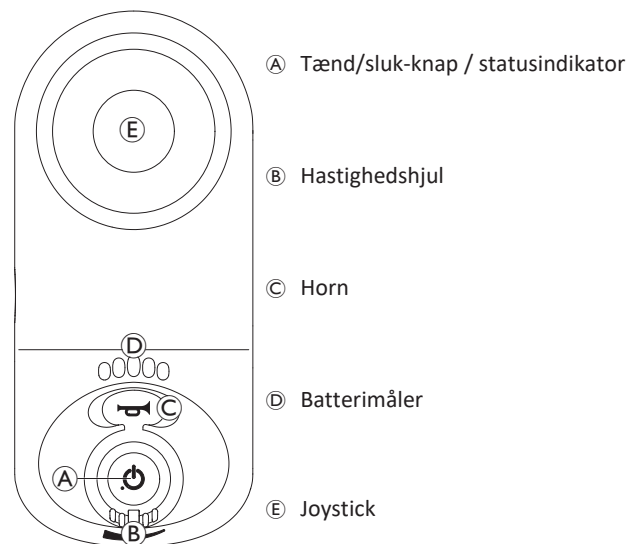 Ⓐ Tænd/sluk-knap / statusindikator
Ⓔ
Ⓑ Hastighedshjul
Ⓒ Horn
Ⓓ
Ⓒ
Ⓓ Batterimåler
Ⓐ
Ⓔ Joystick
Ⓑ